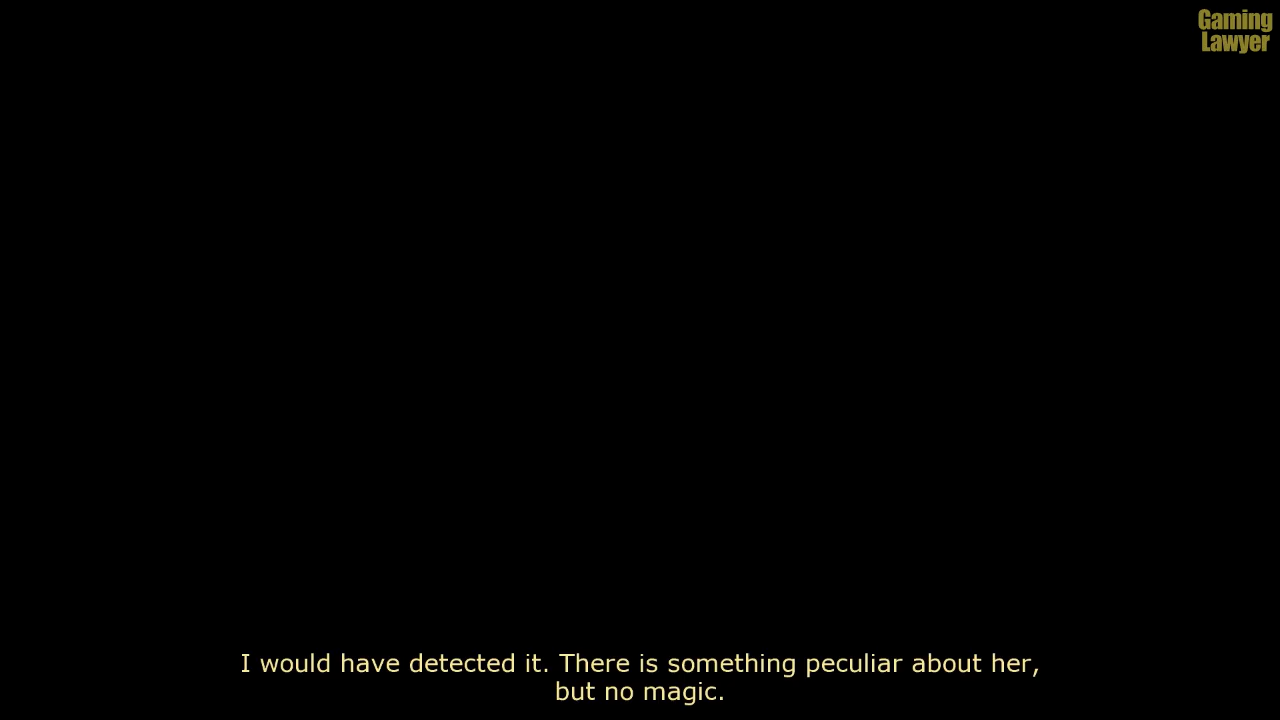 Gaming
Lawyer
I would have detected it. There is something peculiar about her,
but no magic.